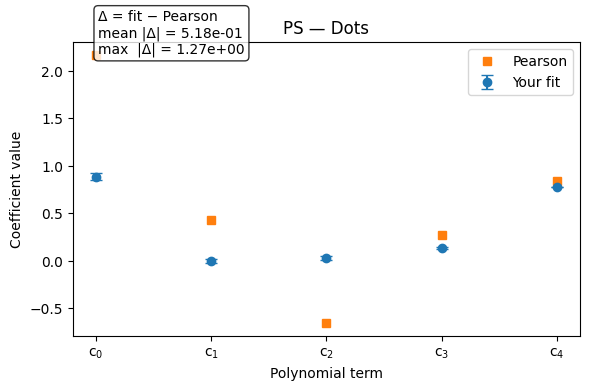 PS — Dots
Δ = fit − Pearson
mean |Δ| = 5.18e-01
max  |Δ| = 1.27e+00
Pearson
Your fit
Coefficient value
2.0
1.5
1.0
0.5
0.0
−0.5
c₀ c₁ c₂ c₃ c₄
Polynomial term